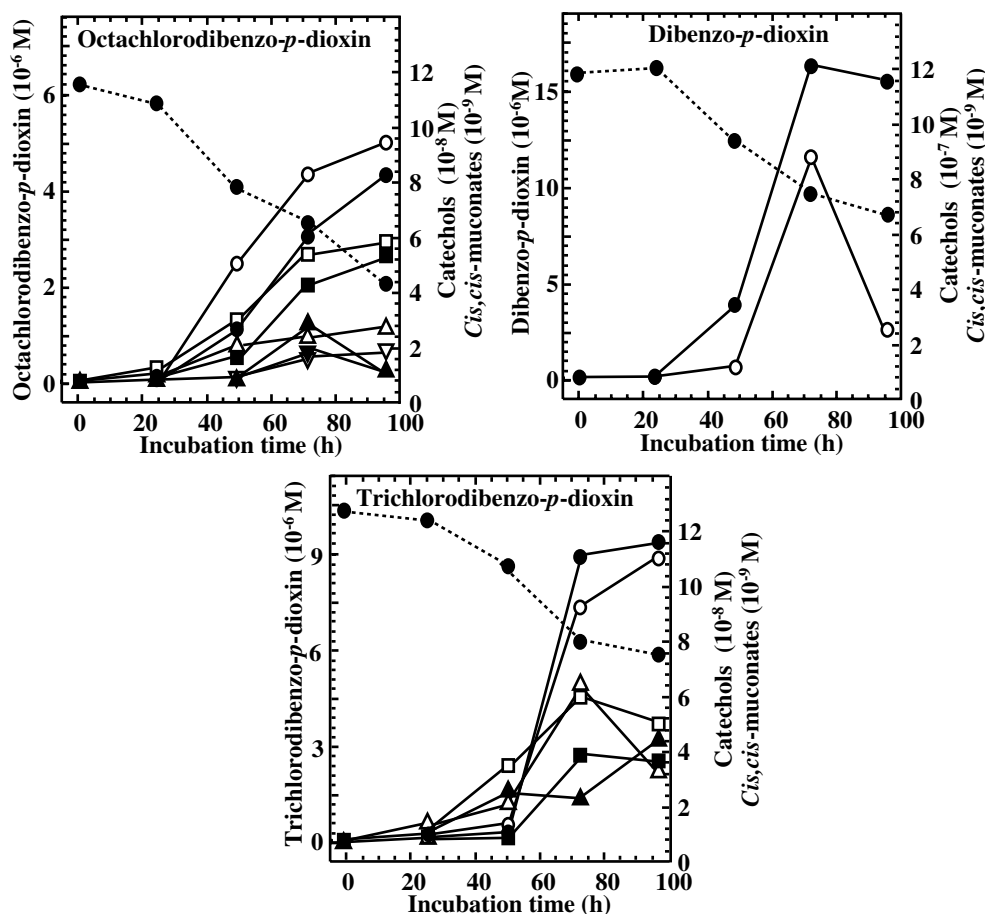 Octachlorodibenzo-p-dioxin
Octachlorodibenzo-p-dioxin (10⁻⁶ M)
6
4
2
0
12
10
8
6
4
2
0
Catechols (10⁻⁸ M)
Cis,cis-muconates (10⁻⁹ M)
0 20 40 60 80 100
Incubation time (h)
Dibenzo-p-dioxin
Dibenzo-p-dioxin (10⁻⁶M)
15
10
5
0
12
10
8
6
4
2
0
Catechols (10⁻⁷ M)
Cis,cis-muconates (10⁻⁹ M)
0 20 40 60 80 100
Incubation time (h)
Trichlorodibenzo-p-dioxin
Trichlorodibenzo-p-dioxin (10⁻⁶ M)
9
6
3
0
12
10
8
6
4
2
0
Catechols (10⁻⁸ M)
Cis,cis-muconates (10⁻⁹ M)
0 20 40 60 80 100
Incubation time (h)